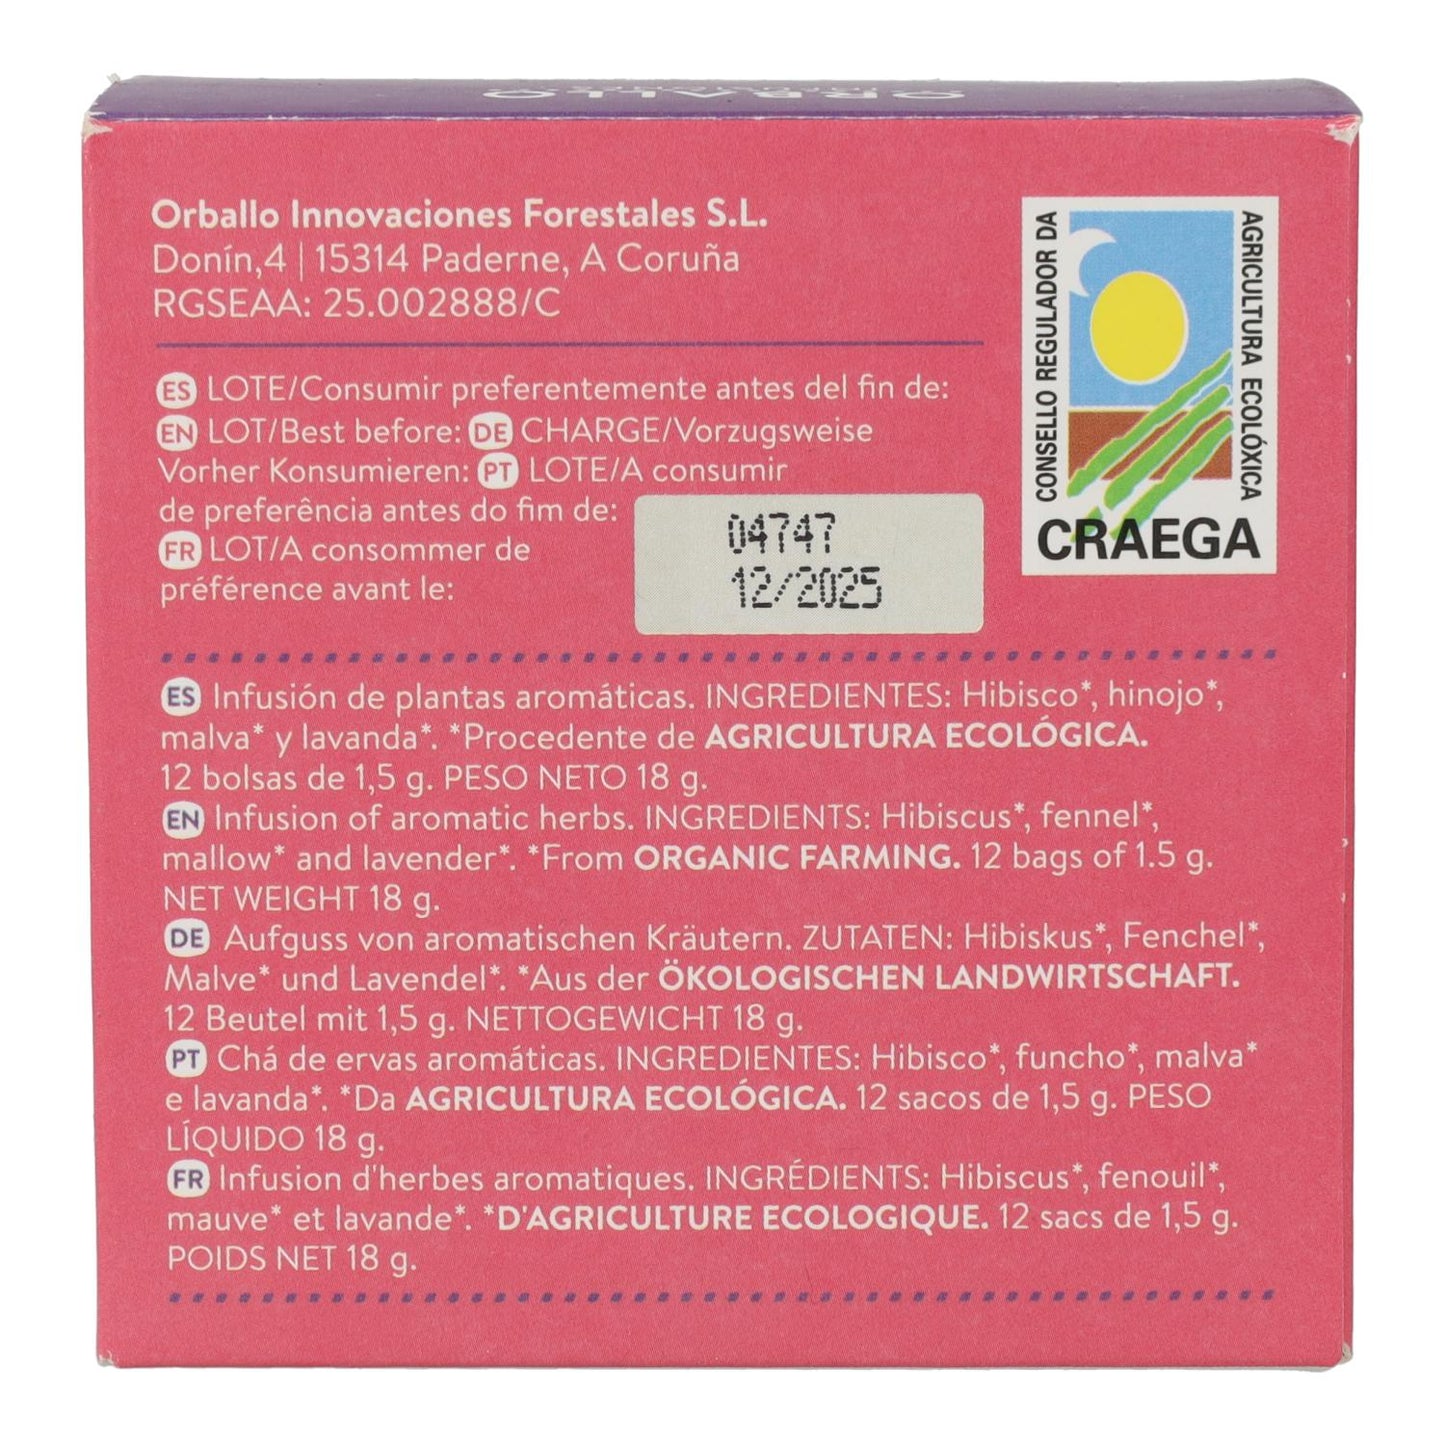 ORBALLO
Orballo Innovaciones Forestales S.L.
Donín,4 | 15314 Paderne, A Coruña
RGSEAA: 25.002888/C
CONSELLO REGULADOR DA
AGRICULTURA ECOLÓXICA
CRAEGA
ES LOTE/Consumir preferentemente antes del fin de:
EN LOT/Best before: DE CHARGE/Vorzugsweise
Vorher Konsumieren: PT LOTE/A consumir
de preferência antes do fim de:
FR LOT/A consommer de
préférence avant le:
04747
12/2025
ES Infusión de plantas aromáticas. INGREDIENTES: Hibisco*, hinojo*,
malva* y lavanda*. *Procedente de AGRICULTURA ECOLÓGICA.
12 bolsas de 1,5 g. PESO NETO 18 g.
EN Infusion of aromatic herbs. INGREDIENTS: Hibiscus*, fennel*,
mallow* and lavender*. *From ORGANIC FARMING. 12 bags of 1.5 g.
NET WEIGHT 18 g.
DE Aufguss von aromatischen Kräutern. ZUTATEN: Hibiskus*, Fenchel*,
Malve* und Lavendel*. *Aus der ÖKOLOGISCHEN LANDWIRTSCHAFT.
12 Beutel mit 1,5 g. NETTOGEWICHT 18 g.
PT Chá de ervas aromáticas. INGREDIENTES: Hibisco*, funcho*, malva*
e lavanda*. *Da AGRICULTURA ECOLÓGICA. 12 sacos de 1,5 g. PESO
LÍQUIDO 18 g.
FR Infusion d'herbes aromatiques. INGRÉDIENTS: Hibiscus*, fenouil*,
mauve* et lavande*. *D'AGRICULTURE ECOLOGIQUE. 12 sacs de 1,5 g.
POIDS NET 18 g.